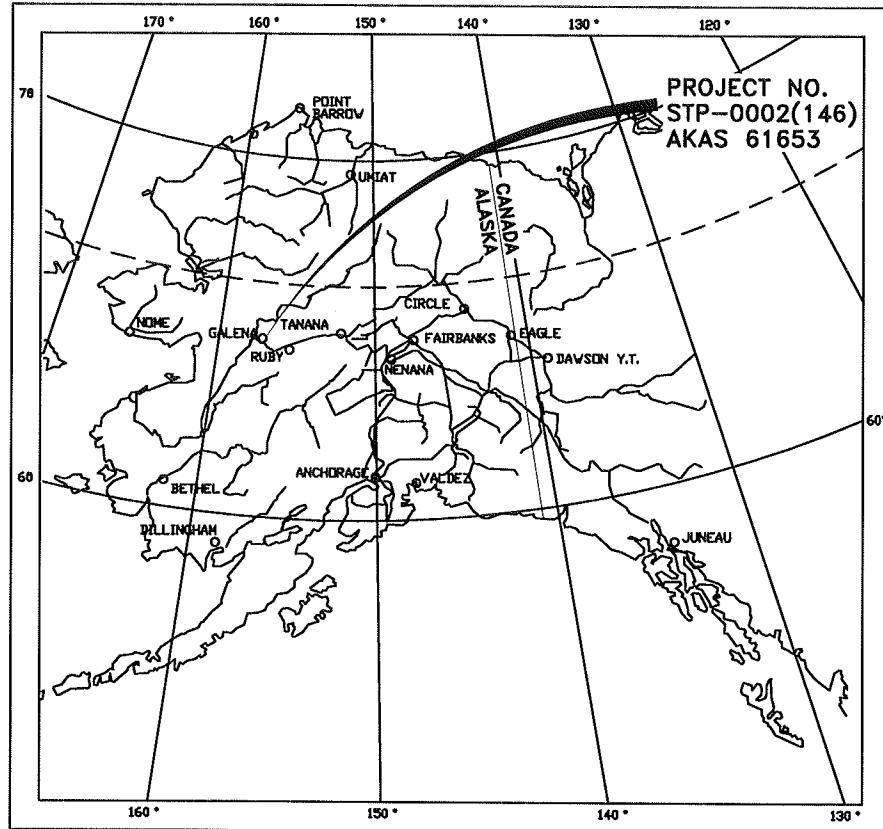 170°
160°
150°
140°
130°
120°
70
PROJECT NO.
STP-0002(146)
AKAS 61653
POINT
BARROW
UMIAT
CANADA
ALASKA
CIRCLE
NOME
GALENA
TANANA
FAIRBANKS
EAGLE
RUBY
NENANA
DAWSON Y.T.
60°
60
ANCHORAGE
VALDEZ
BETHEL
DILLINGHAM
JUNEAU
160°
150°
140°
130°